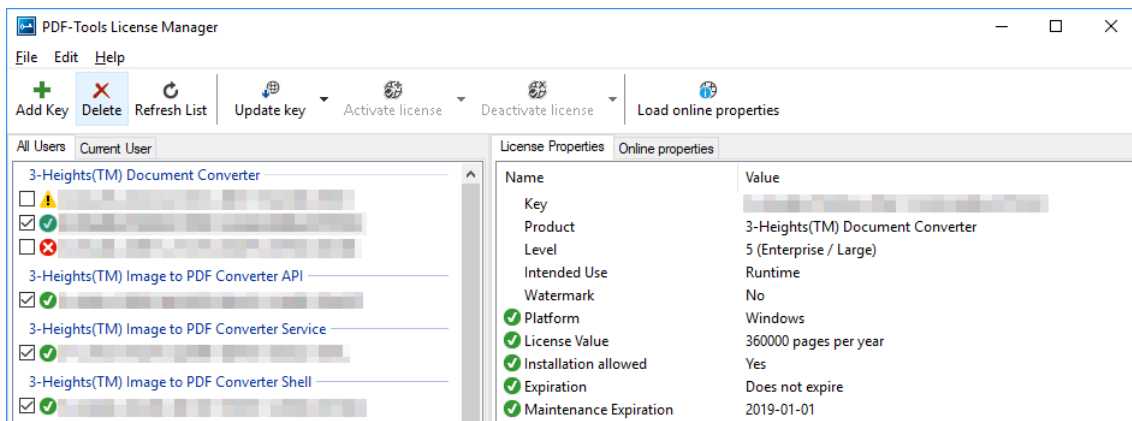 PDF-Tools License Manager
File Edit Help
Add Key Delete Refresh List Update key Activate license Deactivate license Load online properties
All Users Current User
3-Heights(TM) Document Converter
3-Heights(TM) Image to PDF Converter API
3-Heights(TM) Image to PDF Converter Service
3-Heights(TM) Image to PDF Converter Shell
License Properties Online properties
Name Value
Key
Product 3-Heights(TM) Document Converter
Level 5 (Enterprise / Large)
Intended Use Runtime
Watermark No
Platform Windows
License Value 360000 pages per year
Installation allowed Yes
Expiration Does not expire
Maintenance Expiration 2019-01-01